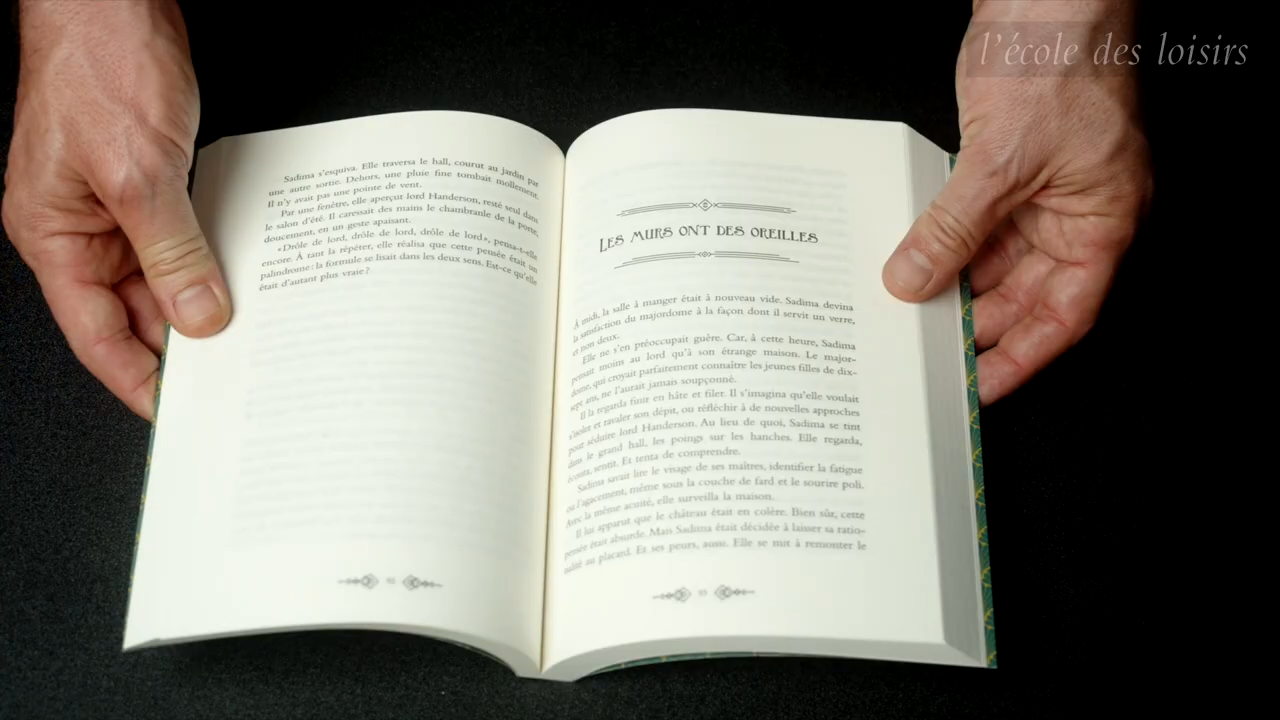 l'école des loisirs
Sadima s'esquiva. Elle traversa le hall, courut au jardin par
une autre sortie. Dehors, une pluie fine tombait mollement.
Il n'y avait pas une pointe de vent.
Par une fenêtre, elle aperçut lord Handerson, resté seul dans
le salon d'été. Il caressait des mains le chambranle de la porte,
doucement, en un geste apaisant.
«Drôle de lord, drôle de lord, drôle de lord», pensa-t-elle
encore. À tant la répéter, elle réalisa que cette pensée était un
palindrome : la formule se lisait dans les deux sens. Est-ce qu'elle
était d'autant plus vraie ?
LES MURS ONT DES OREILLES
À midi, la salle à manger était à nouveau vide. Sadima devina
la satisfaction du majordome à la façon dont il servit un verre,
et non deux.
Elle ne s'en préoccupait guère. Car, à cette heure, Sadima
pensait moins au lord qu'à son étrange maison. Le major-
dome, qui croyait parfaitement connaître les jeunes filles de dix-
sept ans, ne l'aurait jamais soupçonné.
Il la regarda finir en hâte et filer. Il s'imagina qu'elle voulait
s'isoler et ravaler son dépit, ou réfléchir à de nouvelles approches
pour séduire lord Handerson. Au lieu de quoi, Sadima se tint
dans le grand hall, les poings sur les hanches. Elle regarda,
écouta, sentit. Et tenta de comprendre.
Sadima savait lire le visage de ses maîtres, identifier la fatigue
ou l'agacement, même sous la couche de fard et le sourire poli.
Avec la même acuité, elle surveilla la maison.
Il lui apparut que le château était en colère. Bien sûr, cette
pensée était absurde. Mais Sadima était décidée à laisser sa ratio-
nalité au placard. Et ses peurs, aussi. Elle se mit à remonter le